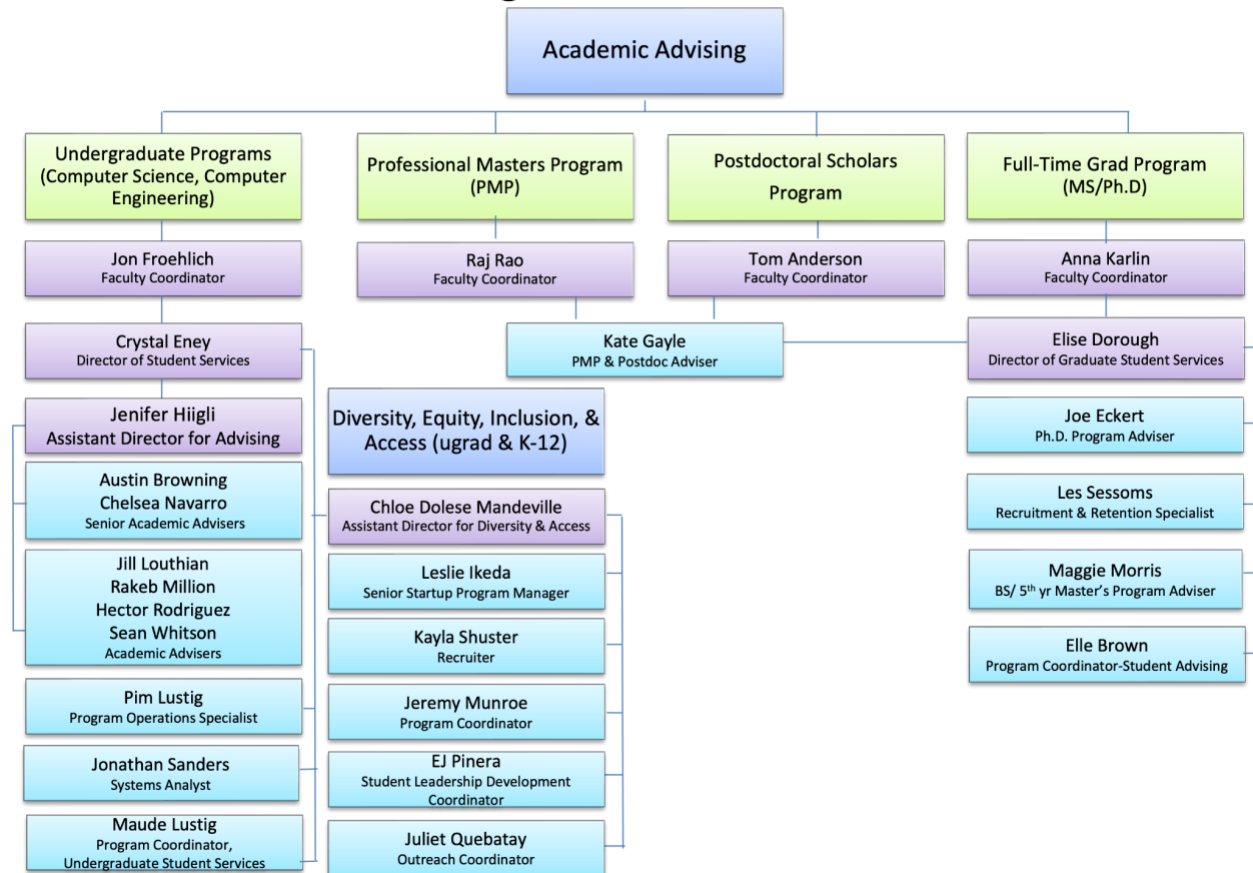 Academic Advising
Undergraduate Programs
(Computer Science, Computer
Engineering)
Jon Froehlich
Faculty Coordinator
Crystal Eney
Director of Student Services
Jenifer Hiigli
Assistant Director for Advising
Austin Browning
Chelsea Navarro
Senior Academic Advisers
Jill Louthian
Rakeb Million
Hector Rodriguez
Sean Whitson
Academic Advisers
Pim Lustig
Program Operations Specialist
Jonathan Sanders
Systems Analyst
Maude Lustig
Program Coordinator,
Undergraduate Student Services
Professional Masters Program
(PMP)
Raj Rao
Faculty Coordinator
Postdoctoral Scholars
Program
Tom Anderson
Faculty Coordinator
Kate Gayle
PMP & Postdoc Adviser
Diversity, Equity, Inclusion, &
Access (ugrad & K-12)
Chloe Dolese Mandeville
Assistant Director for Diversity & Access
Leslie Ikeda
Senior Startup Program Manager
Kayla Shuster
Recruiter
Jeremy Munroe
Program Coordinator
EJ Pinera
Student Leadership Development
Coordinator
Juliet Quebatay
Outreach Coordinator
Full-Time Grad Program
(MS/Ph.D)
Anna Karlin
Faculty Coordinator
Elise Dorough
Director of Graduate Student Services
Joe Eckert
Ph.D. Program Adviser
Les Sessoms
Recruitment & Retention Specialist
Maggie Morris
BS/ 5th yr Master's Program Adviser
Elle Brown
Program Coordinator-Student Advising